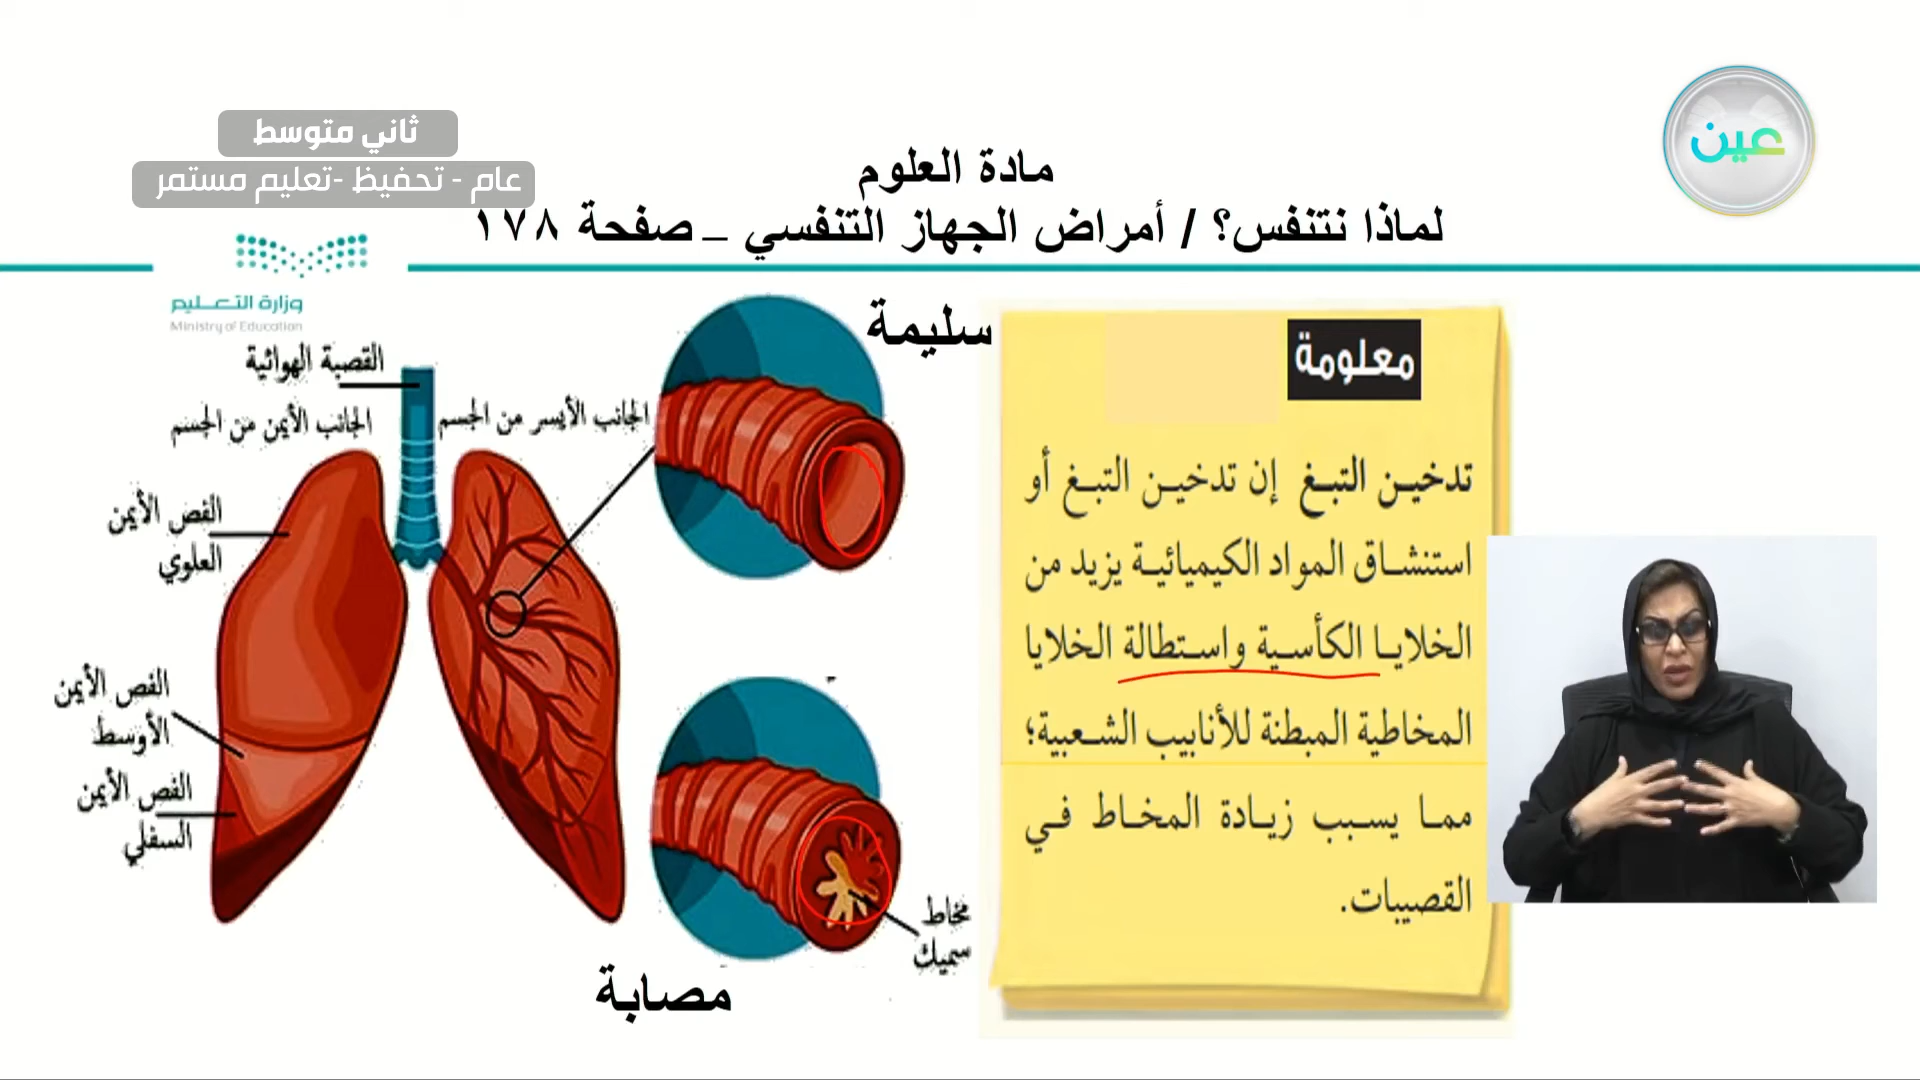 ثاني متوسط
عام - تحفيظ -تعليم مستمر
عين
مادة العلوم
لماذا نتنفس؟ / أمراض الجهاز التنفسي – صفحة ١٧٨
وزارة التعليم
Ministry of Education
سليمة
القصبة الهوائية
الجانب الأيمن من الجسم
الجانب الأيسر من الجسم
الفص الأيمن
العلوي
الفص الأيمن
الأوسط
الفص الأيمن
السفلي
مخاط
سميك
مصابة
معلومة
تدخين التبغ إن تدخين التبغ أو
استنشاق المواد الكيميائية يزيد من
الخلايا الكأسية واستطالة الخلايا
المخاطية المبطنة للأنابيب الشعبية؛
مما يسبب زيادة المخاط في
القصيبات.